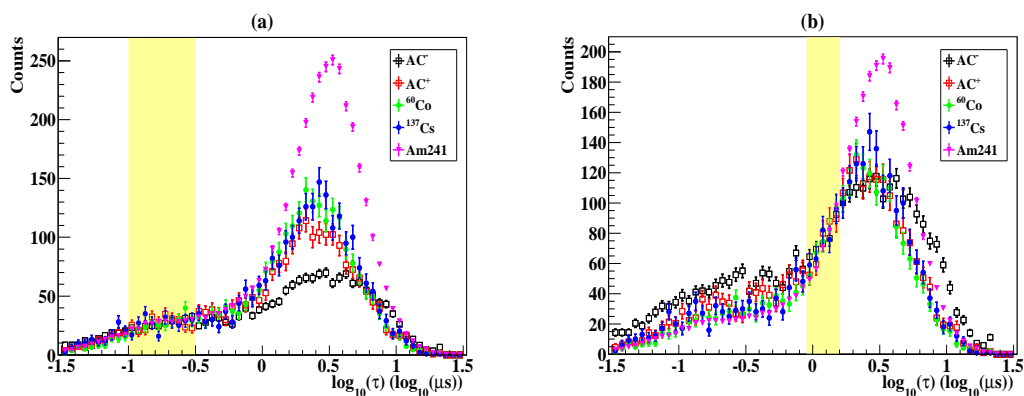 (a)
Counts
250
200
150
100
50
0
-1.5 -1 -0.5 0 0.5 1 1.5
log10(τ) (log10(μs))
AC-
AC+
60Co
137Cs
Am241
(b)
Counts
200
180
160
140
120
100
80
60
40
20
0
-1.5 -1 -0.5 0 0.5 1 1.5
log10(τ) (log10(μs))
AC-
AC+
60Co
137Cs
Am241